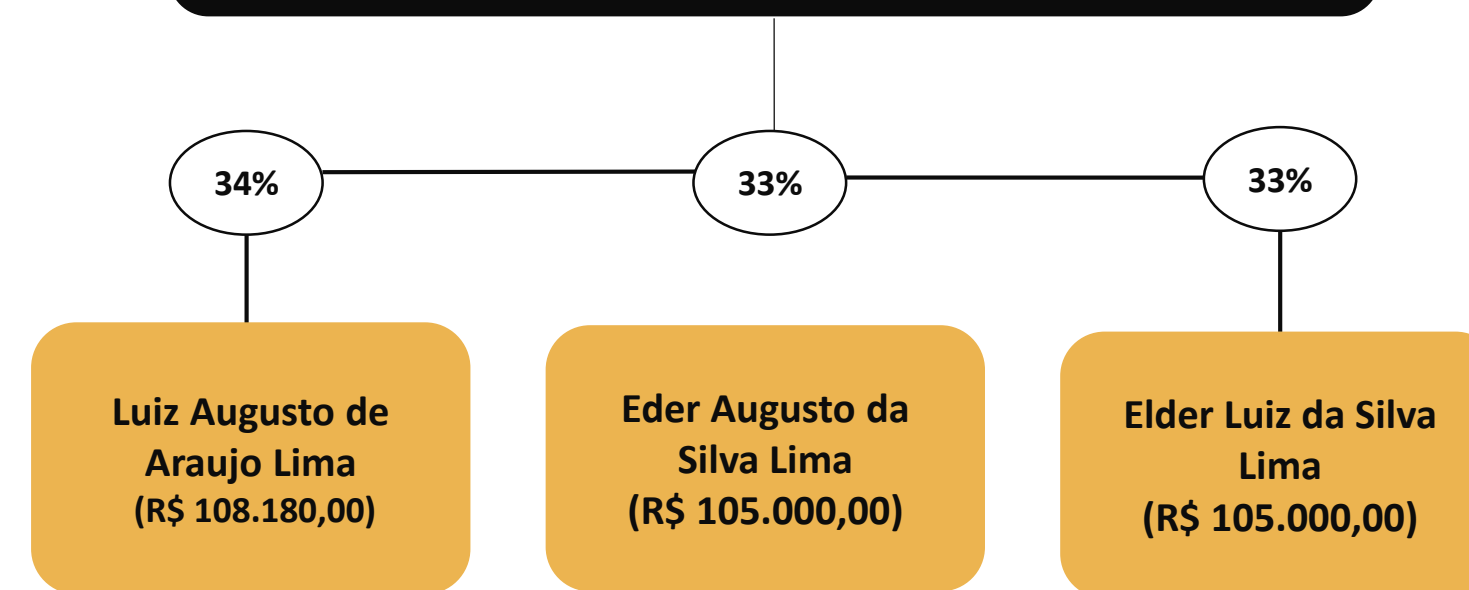 34%
33%
33%
Luiz Augusto de
Araujo Lima
(R$ 108.180,00)
Eder Augusto da
Silva Lima
(R$ 105.000,00)
Elder Luiz da Silva
Lima
(R$ 105.000,00)